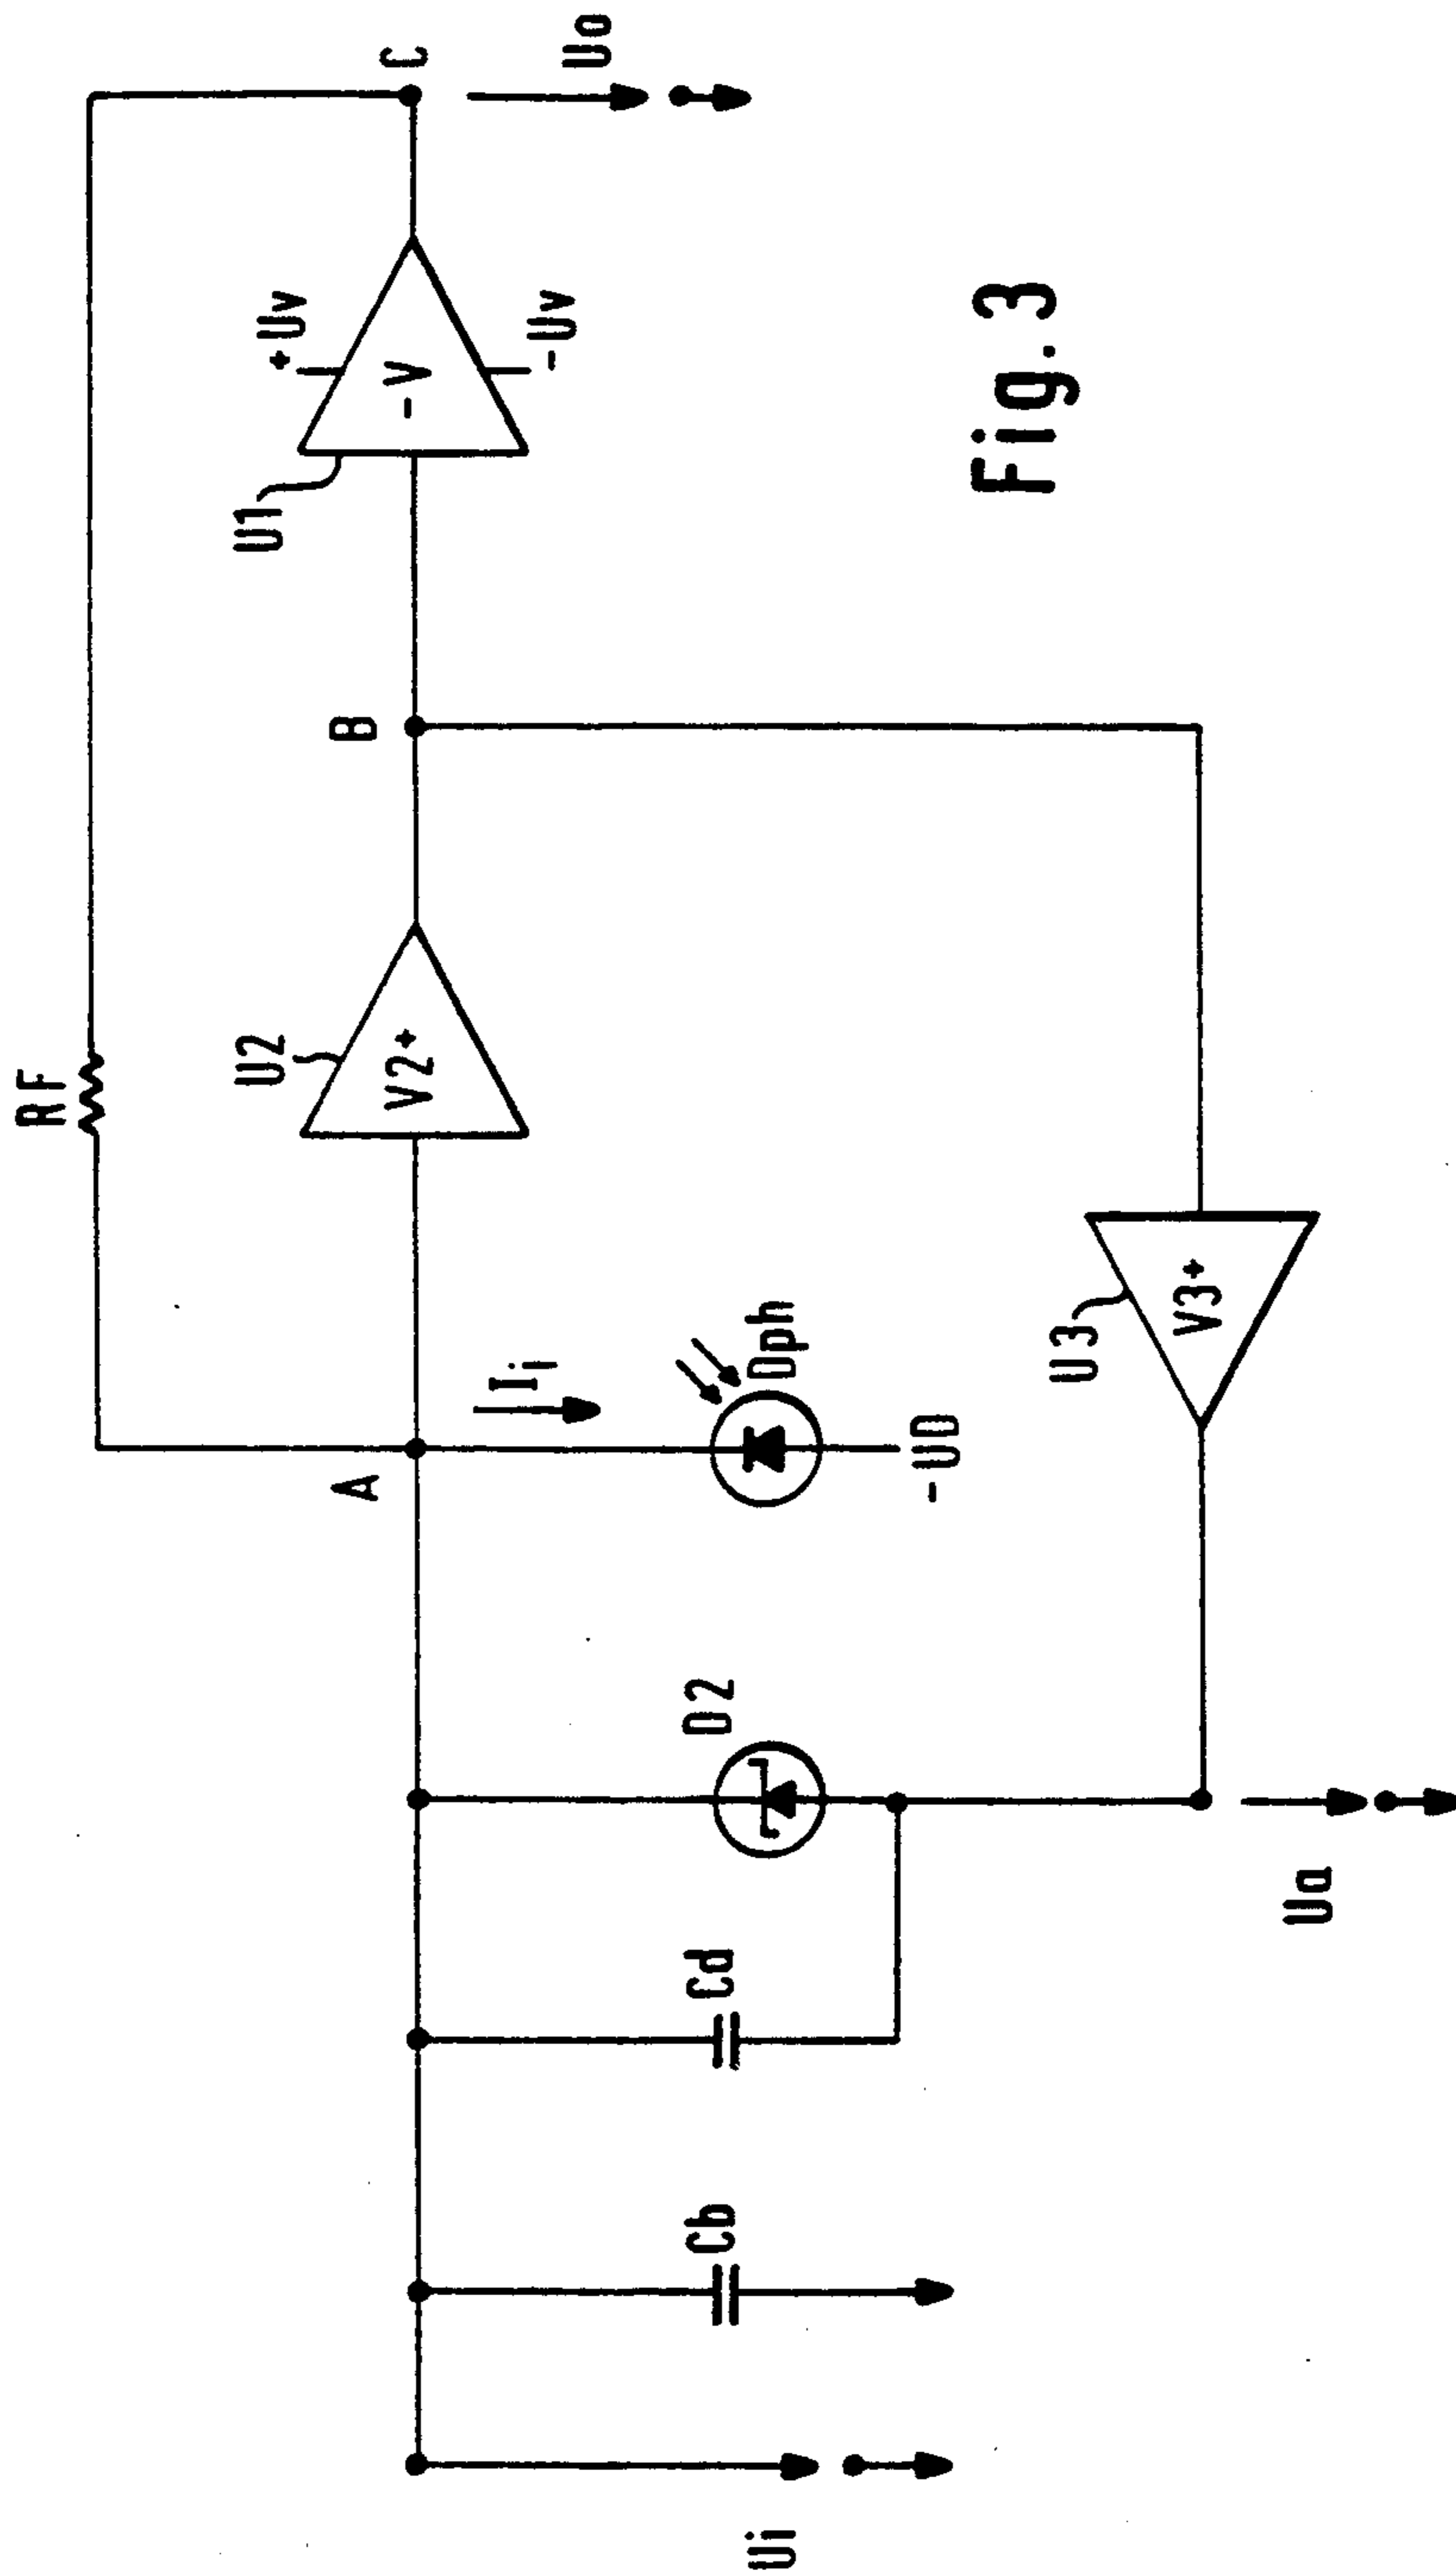 RF
C
Uo
U1
+Uv
-V
-Uv
U2
V2+
B
A
Ii
Dph
-UD
D2
Cd
Cb
Ui
U3
V3+
Ua
Fig. 3